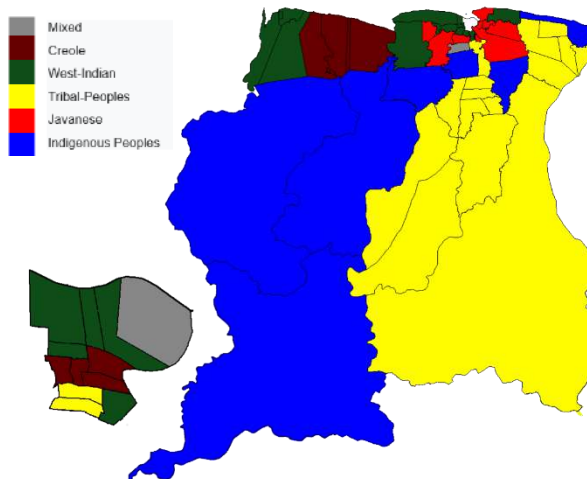 Mixed
Creole
West-Indian
Tribal-Peoples
Javanese
Indigenous Peoples